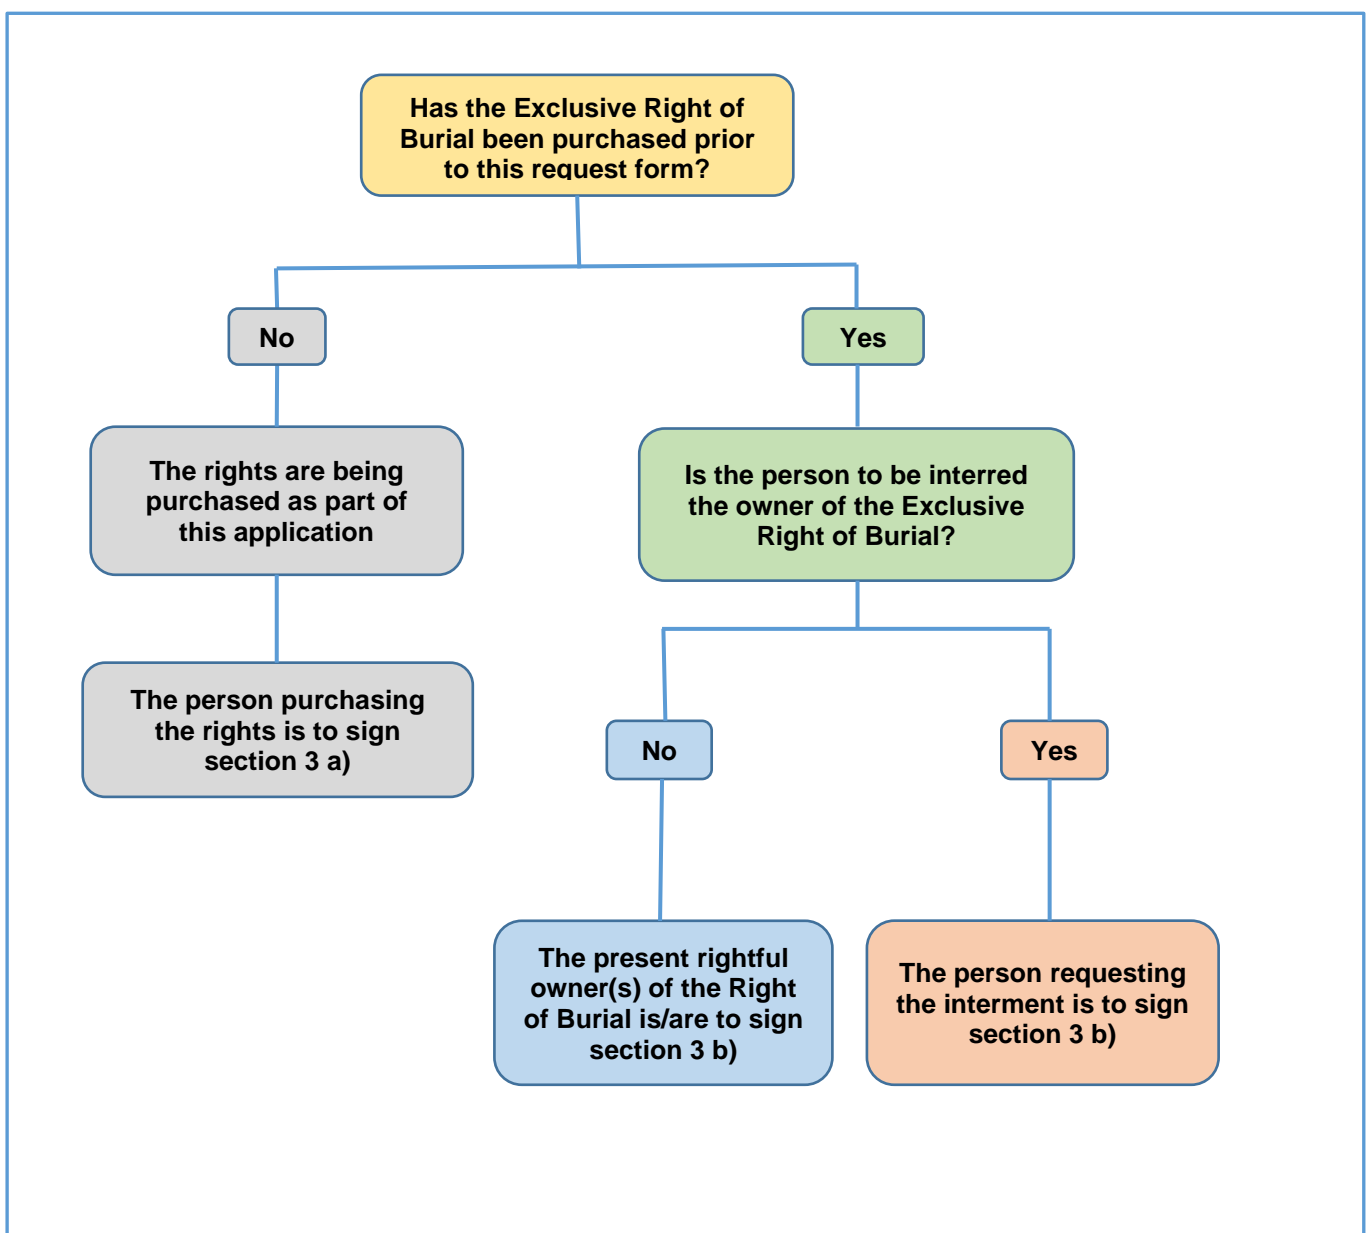 Has the Exclusive Right of
Burial been purchased prior
to this request form?
No
Yes
The rights are being
purchased as part of
this application
Is the person to be interred
the owner of the Exclusive
Right of Burial?
The person purchasing
the rights is to sign
section 3 a)
No
Yes
The present rightful
owner(s) of the Right
of Burial is/are to sign
section 3 b)
The person requesting
the interment is to sign
section 3 b)